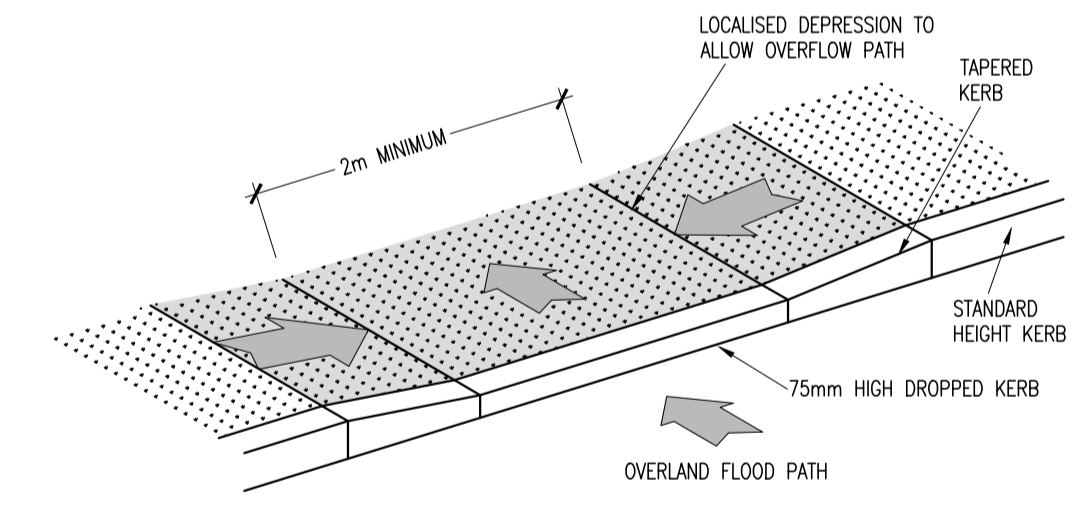 LOCALISED DEPRESSION TO
ALLOW OVERFLOW PATH
TAPERED
KERB
2m MINIMUM
STANDARD
HEIGHT KERB
75mm HIGH DROPPED KERB
OVERLAND FLOOD PATH